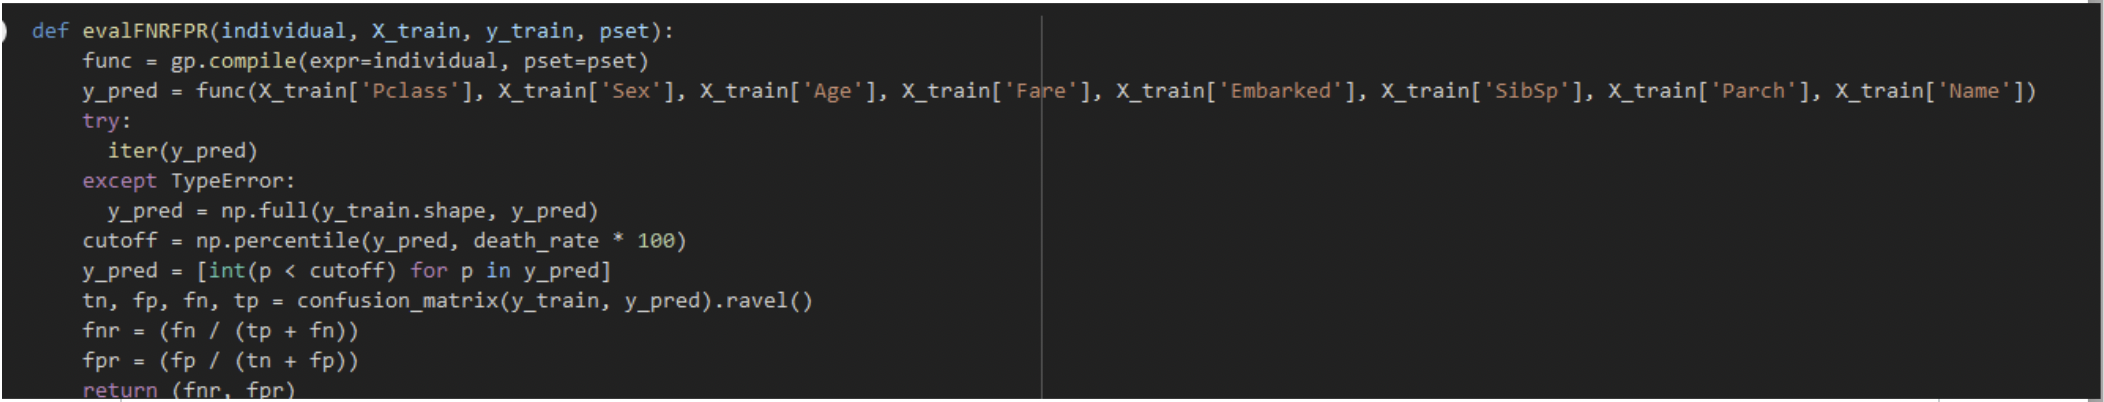 def evalFNRFPR(individual, X_train, y_train, pset):
    func = gp.compile(expr=individual, pset=pset)
    y_pred = func(X_train['Pclass'], X_train['Sex'], X_train['Age'], X_train['Fare'], X_train['Embarked'], X_train['SibSp'], X_train['Parch'], X_train['Name'])
    try:
      iter(y_pred)
    except TypeError:
      y_pred = np.full(y_train.shape, y_pred)
    cutoff = np.percentile(y_pred, death_rate * 100)
    y_pred = [int(p < cutoff) for p in y_pred]
    tn, fp, fn, tp = confusion_matrix(y_train, y_pred).ravel()
    fnr = (fn / (tp + fn))
    fpr = (fp / (tn + fp))
    return (fnr, fpr)